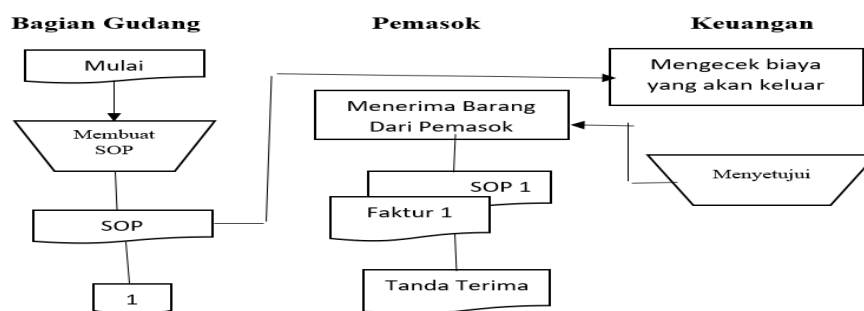 Bagian Gudang
Pemasok
Keuangan
Mulai
Mengecek biaya
yang akan keluar
Menerima Barang
Dari Pemasok
Membuat
SOP
Menyetujui
SOP 1
Faktur 1
SOP
Tanda Terima
1